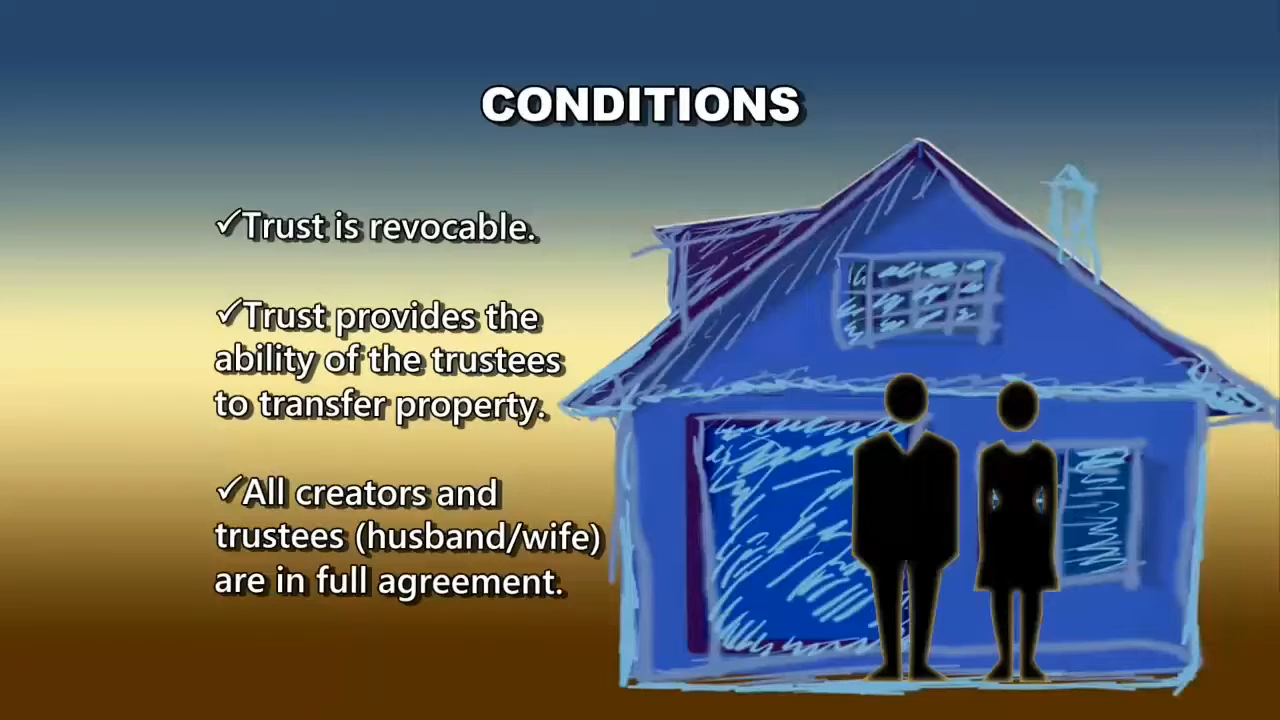 CONDITIONS
✓Trust is revocable.
✓Trust provides the
ability of the trustees
to transfer property.
✓All creators and
trustees (husband/wife)
are in full agreement.